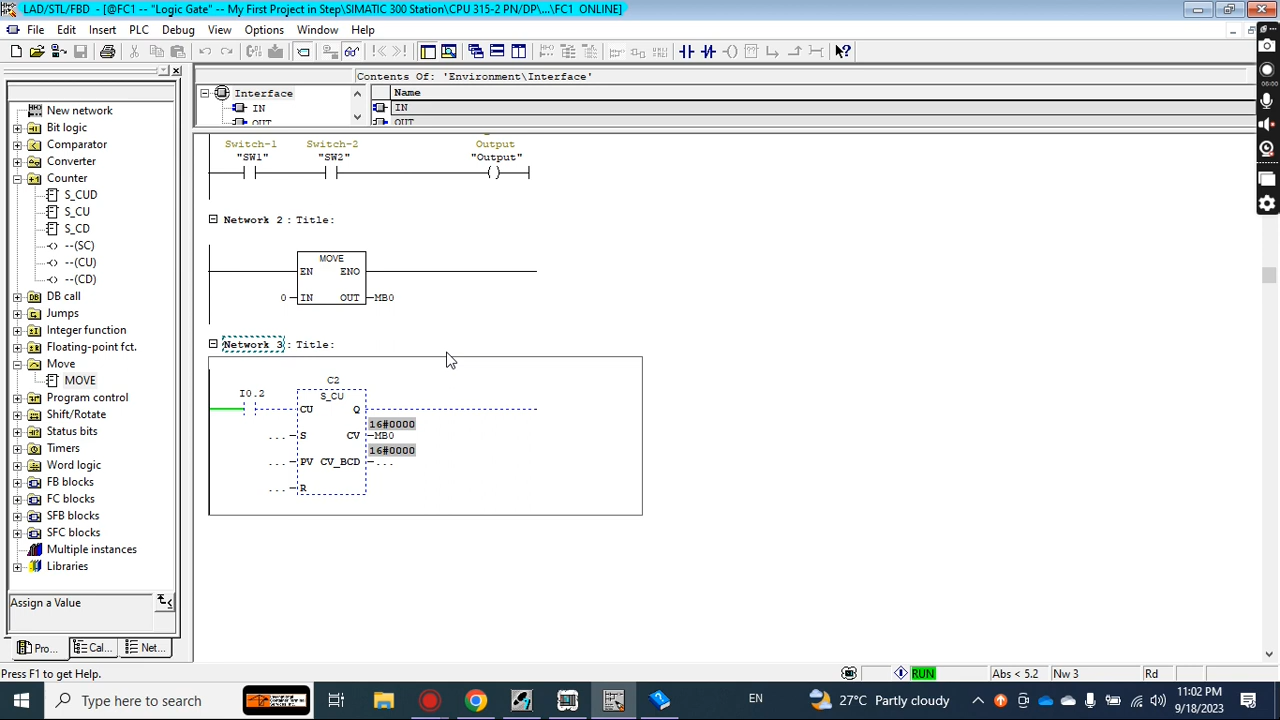 LAD/STL/FBD - [@FC1 -- "Logic Gate" -- My First Project in Step\SIMATIC 300 Station\CPU 315-2 PN/DP\...\FC1 ONLINE]
File Edit Insert PLC Debug View Options Window Help
Contents Of: 'Environment\Interface'
Interface
IN
OUT
Name
IN
OUT
New network
Bit logic
Comparator
Converter
Counter
S_CUD
S_CU
S_CD
--(SC)
--(CU)
--(CD)
DB call
Jumps
Integer function
Floating-point fct.
Move
MOVE
Program control
Shift/Rotate
Status bits
Timers
Word logic
FB blocks
FC blocks
SFB blocks
SFC blocks
Multiple instances
Libraries
Assign a Value
Pro... Cal... Net...
Switch-1 Switch-2 Output
"SW1" "SW2" "Output"
Network 2 : Title:
MOVE
EN ENO
0 IN OUT MB0
Network 3 : Title:
C2
I0.2 S_CU
CU Q
16#0000
... S CV MB0
16#0000
... PV CV_BCD ...
... R
00:00
Press F1 to get Help.
RUN Abs < 5.2 Nw 3 Rd
Type here to search
EN 27°C Partly cloudy
11:02 PM
9/18/2023